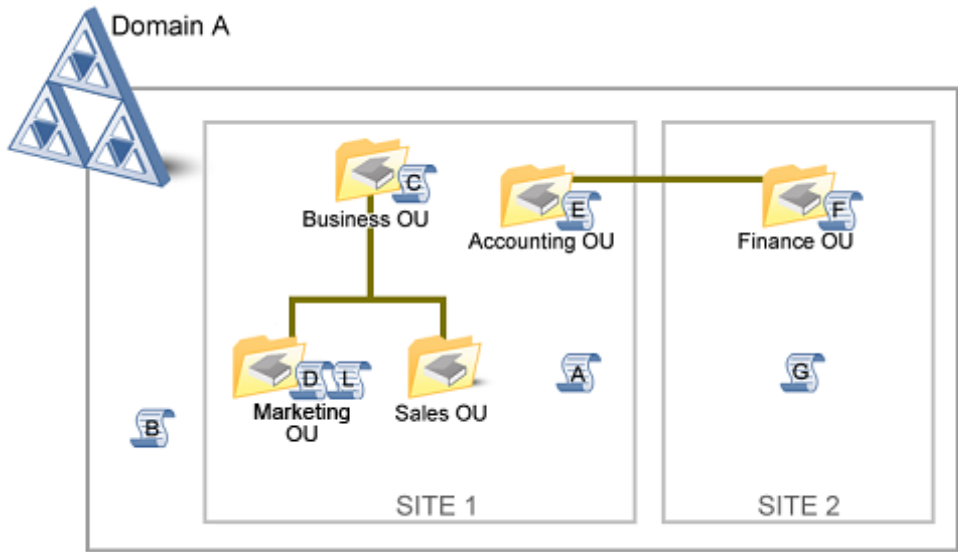 Domain A
C
Business OU
E
Accounting OU
F
Finance OU
D L
Marketing
OU
Sales OU
A
G
B
SITE 1
SITE 2